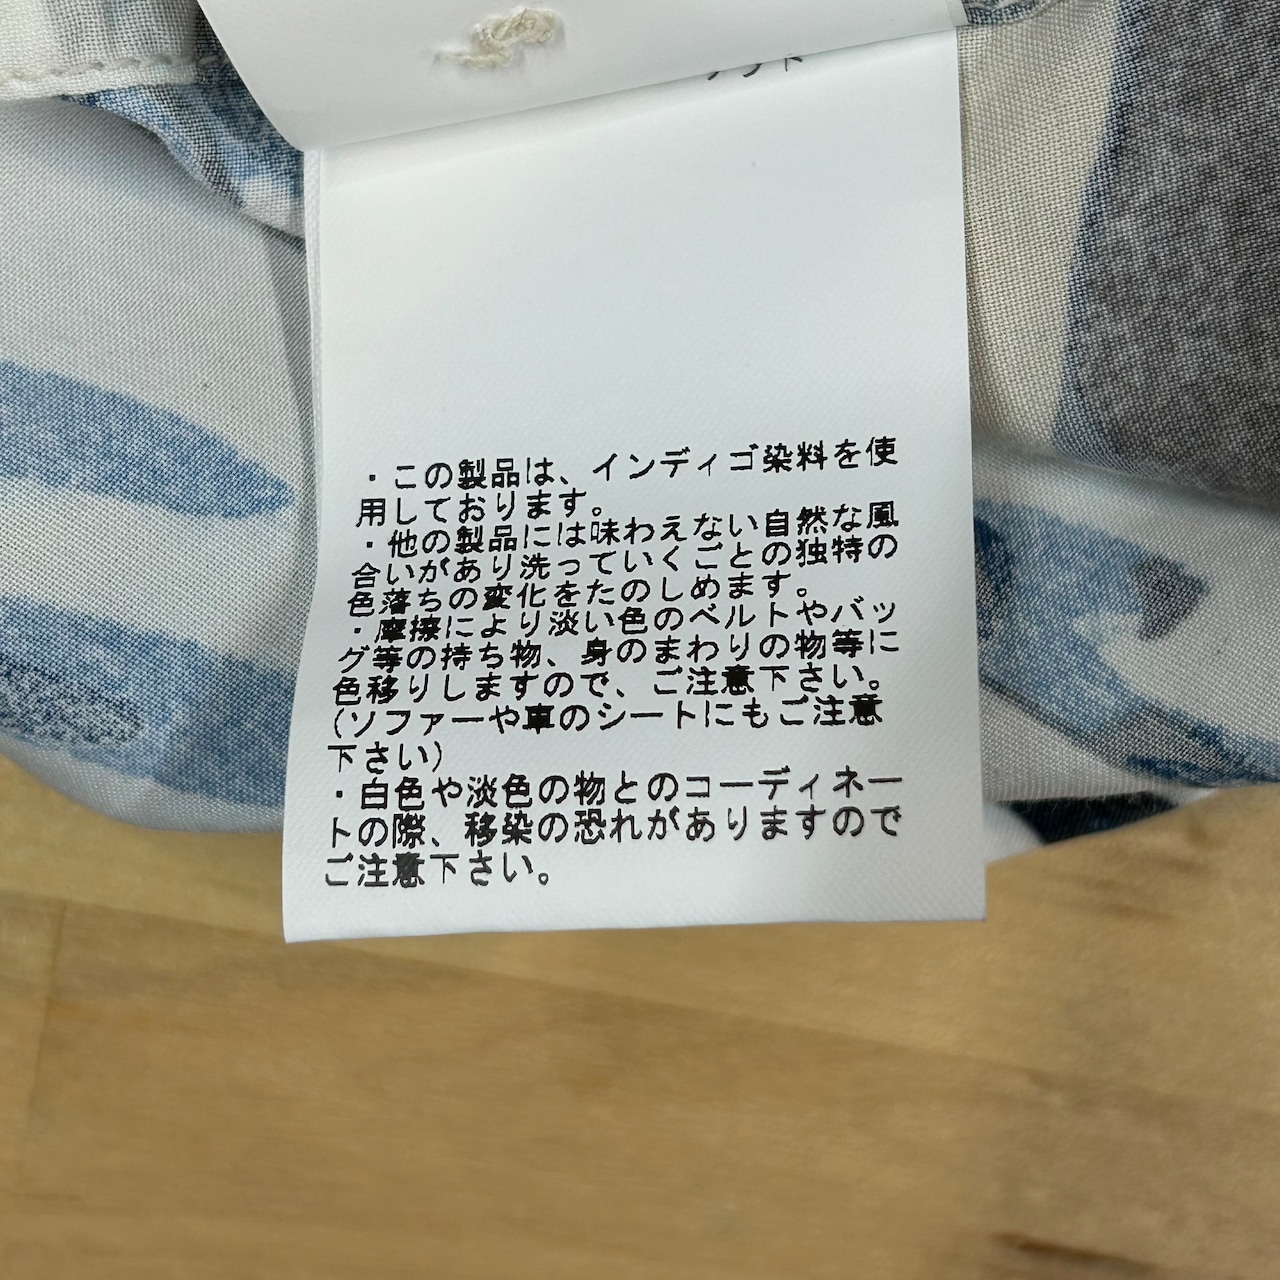 ・この製品は、インディゴ染料を使
用しております。
・他の製品には味わえない自然な風
合いがあり洗っていくごとの独特の
色落ちの変化をたのしめます。
・摩擦により淡い色のベルトやバッ
グ等の持ち物、身のまわりの物等に
色移りしますので、ご注意下さい。
(ソファーや車のシートにもご注意
下さい)
・白色や淡色の物とのコーディネー
トの際、移染の恐れがありますので
ご注意下さい。